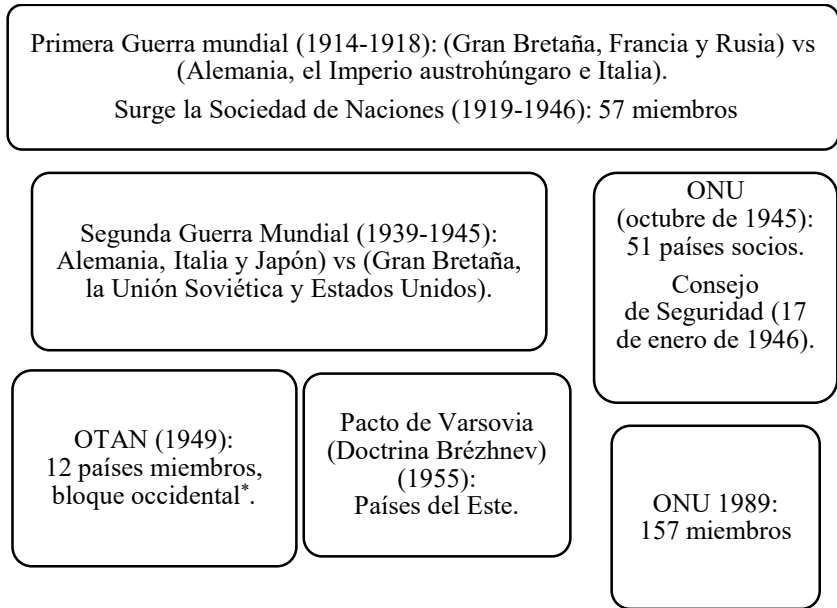 Primera Guerra mundial (1914-1918): (Gran Bretaña, Francia y Rusia) vs
(Alemania, el Imperio austrohúngaro e Italia).
Surge la Sociedad de Naciones (1919-1946): 57 miembros
Segunda Guerra Mundial (1939-1945):
Alemania, Italia y Japón) vs (Gran Bretaña,
la Unión Soviética y Estados Unidos).
ONU
(octubre de 1945):
51 países socios.
Consejo
de Seguridad (17
de enero de 1946).
OTAN (1949):
12 países miembros,
bloque occidental*.
Pacto de Varsovia
(Doctrina Brézhnev)
(1955):
Países del Este.
ONU 1989:
157 miembros